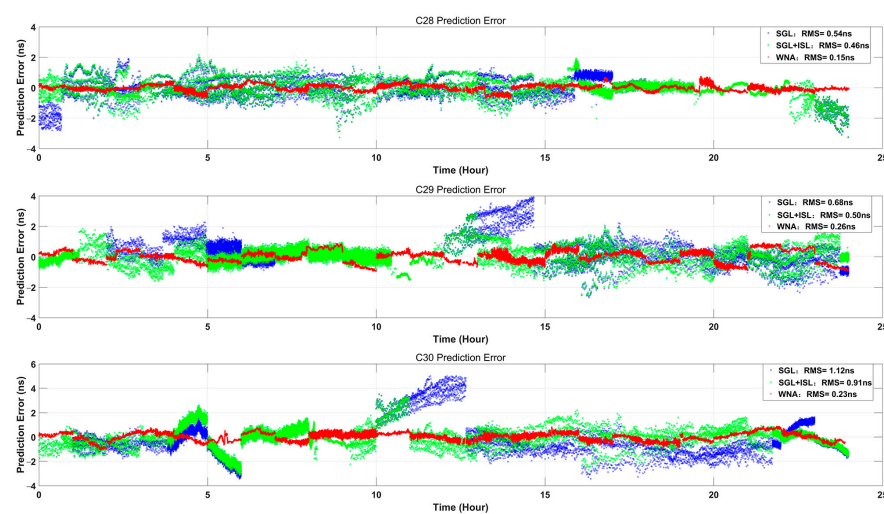 C28 Prediction Error
4
2
0
-2
-4
Prediction Error (ns)
SGL: RMS= 0.54ns
SGL+ISL: RMS= 0.46ns
WNA: RMS= 0.15ns
0 5 10 15 20 25
Time (Hour)
C29 Prediction Error
4
2
0
-2
-4
Prediction Error (ns)
SGL: RMS= 0.68ns
SGL+ISL: RMS= 0.50ns
WNA: RMS= 0.26ns
0 5 10 15 20 25
Time (Hour)
C30 Prediction Error
6
4
2
0
-2
-4
Prediction Error (ns)
SGL: RMS= 1.12ns
SGL+ISL: RMS= 0.91ns
WNA: RMS= 0.23ns
0 5 10 15 20 25
Time (Hour)